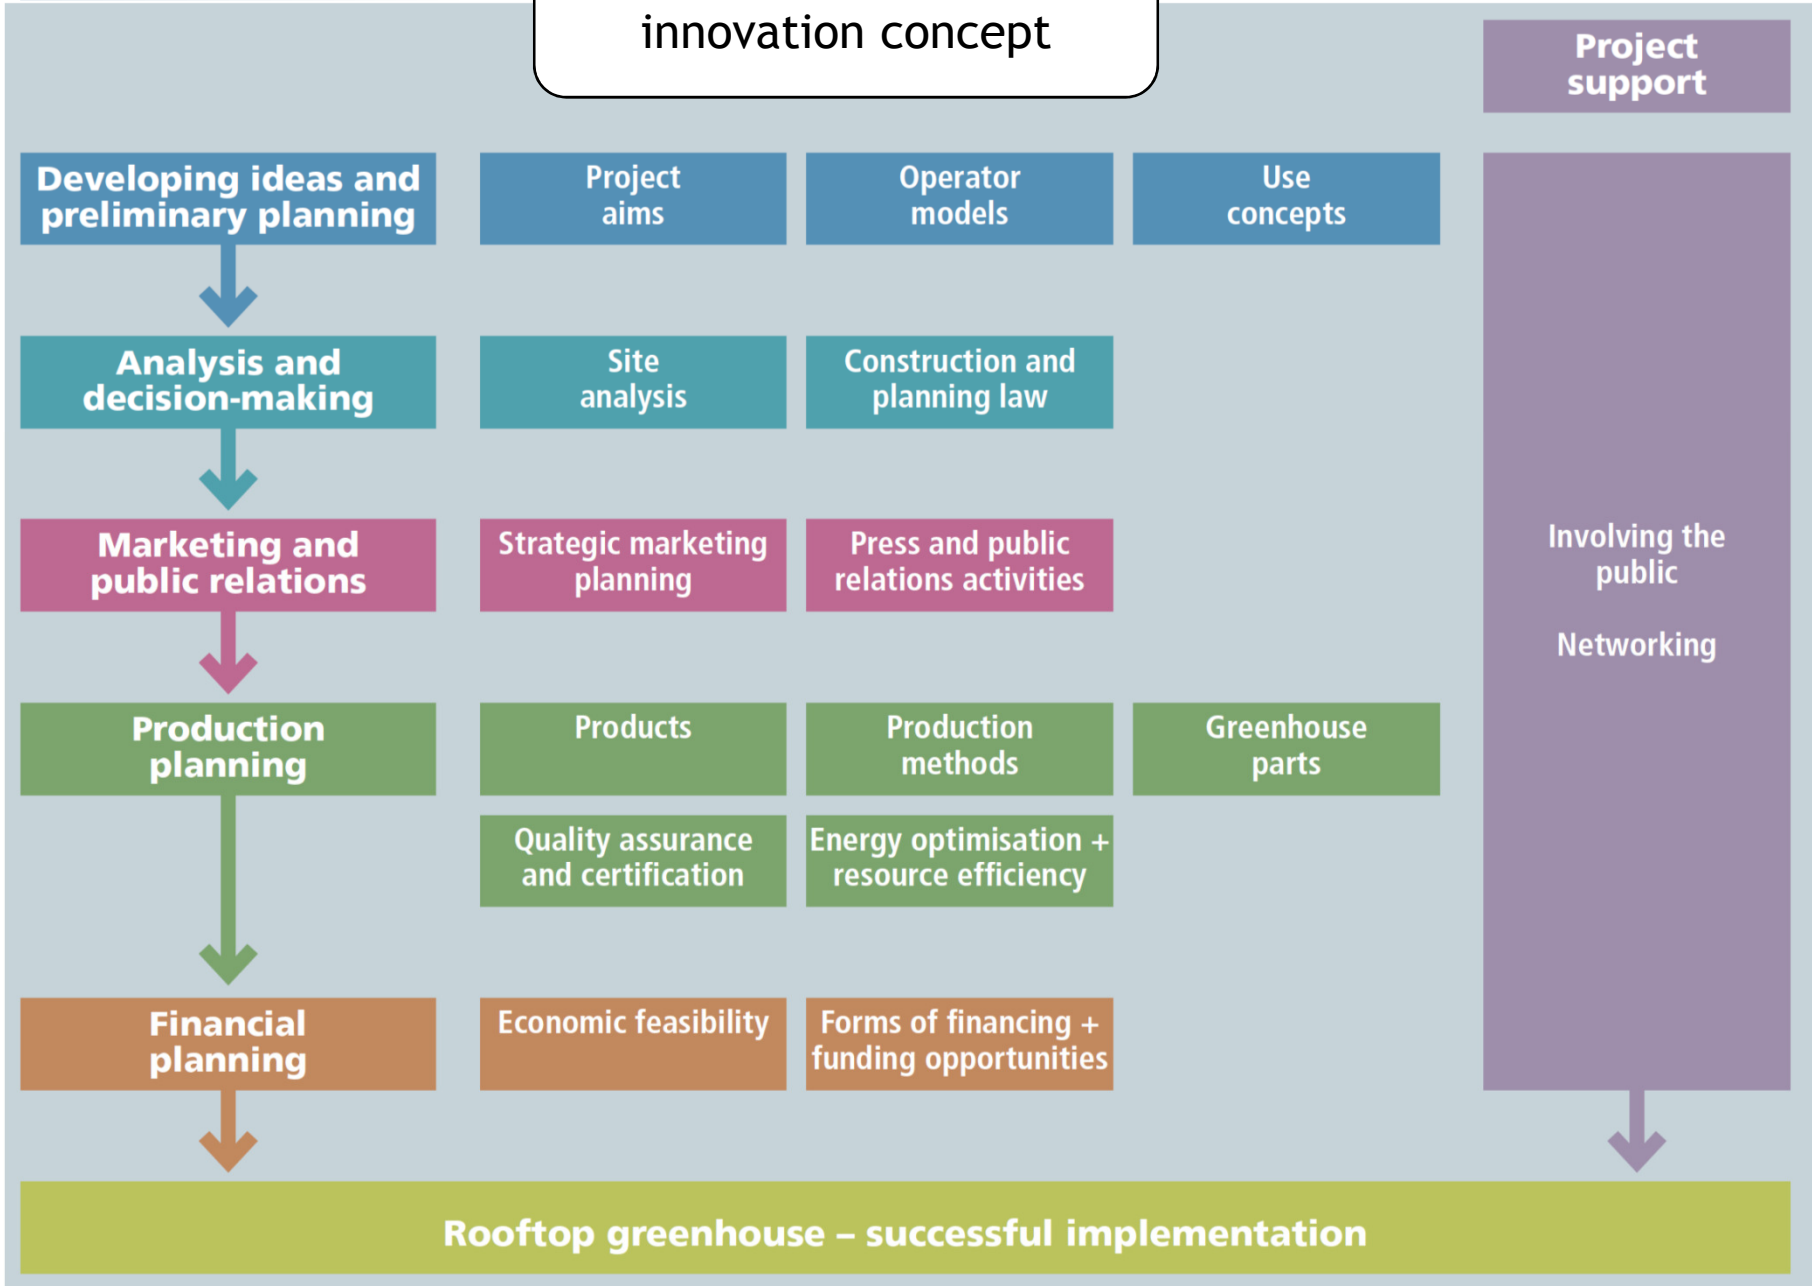 innovation concept
Project
support
Developing ideas and
preliminary planning
Project
aims
Operator
models
Use
concepts
Analysis and
decision-making
Site
analysis
Construction and
planning law
Marketing and
public relations
Strategic marketing
planning
Press and public
relations activities
Involving the
public
Networking
Production
planning
Products
Production
methods
Greenhouse
parts
Quality assurance
and certification
Energy optimisation +
resource efficiency
Financial
planning
Economic feasibility
Forms of financing +
funding opportunities
Rooftop greenhouse – successful implementation